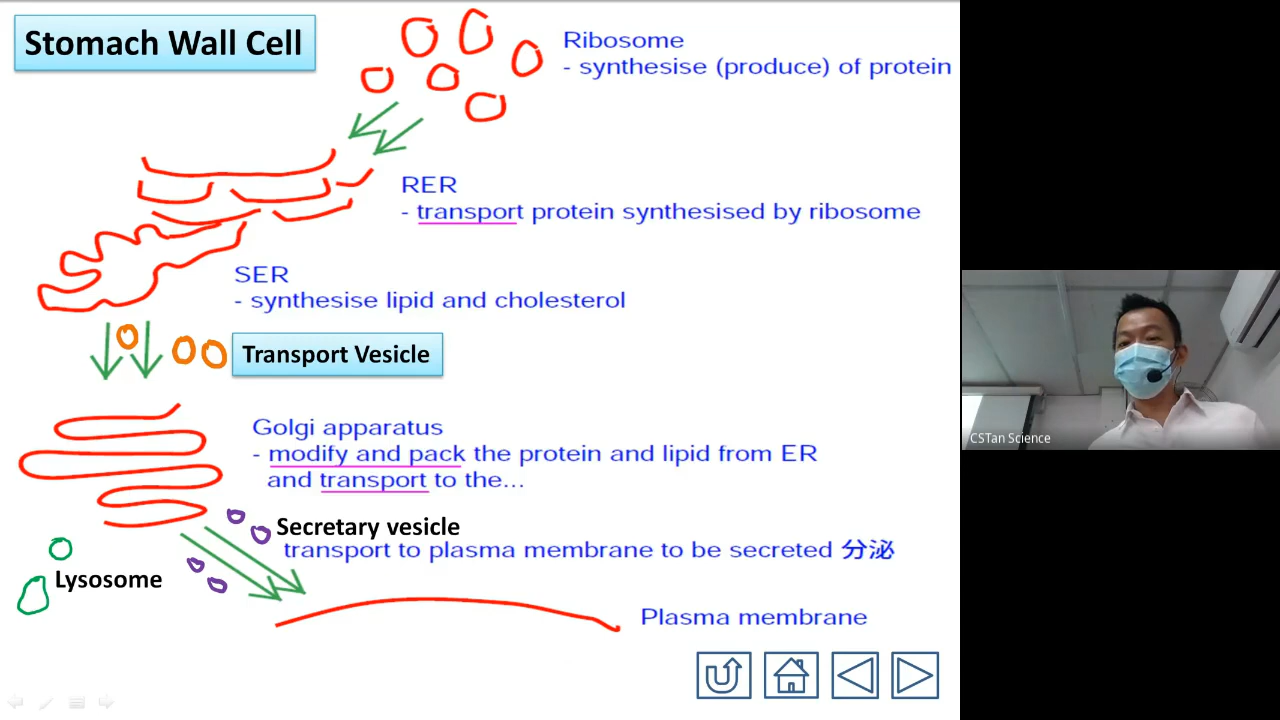 Stomach Wall Cell
Ribosome
- synthesise (produce) of protein
RER
- transport protein synthesised by ribosome
SER
- synthesise lipid and cholesterol
Transport Vesicle
Golgi apparatus
- modify and pack the protein and lipid from ER
and transport to the...
Secretary vesicle
transport to plasma membrane to be secreted 分泌
Lysosome
Plasma membrane
CSTan Science